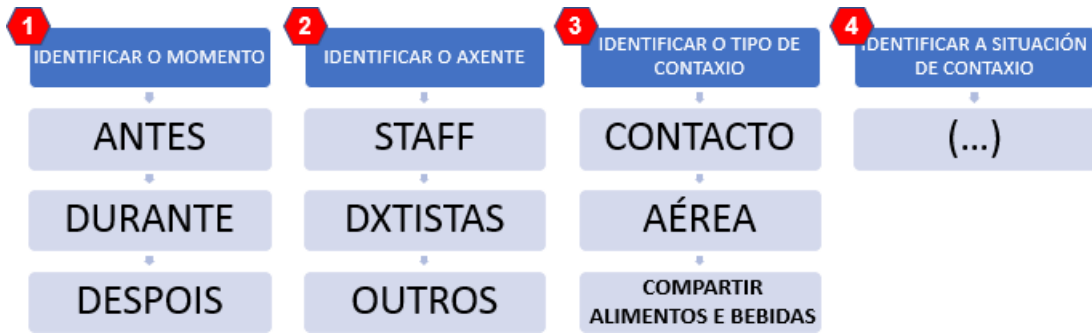 1
IDENTIFICAR O MOMENTO
ANTES
DURANTE
DESPOIS
2
IDENTIFICAR O AXENTE
STAFF
DXTISTAS
OUTROS
3
IDENTIFICAR O TIPO DE
CONTAXIO
CONTACTO
AÉREA
COMPARTIR
ALIMENTOS E BEBIDAS
4
IDENTIFICAR A SITUACIÓN
DE CONTAXIO
(...)